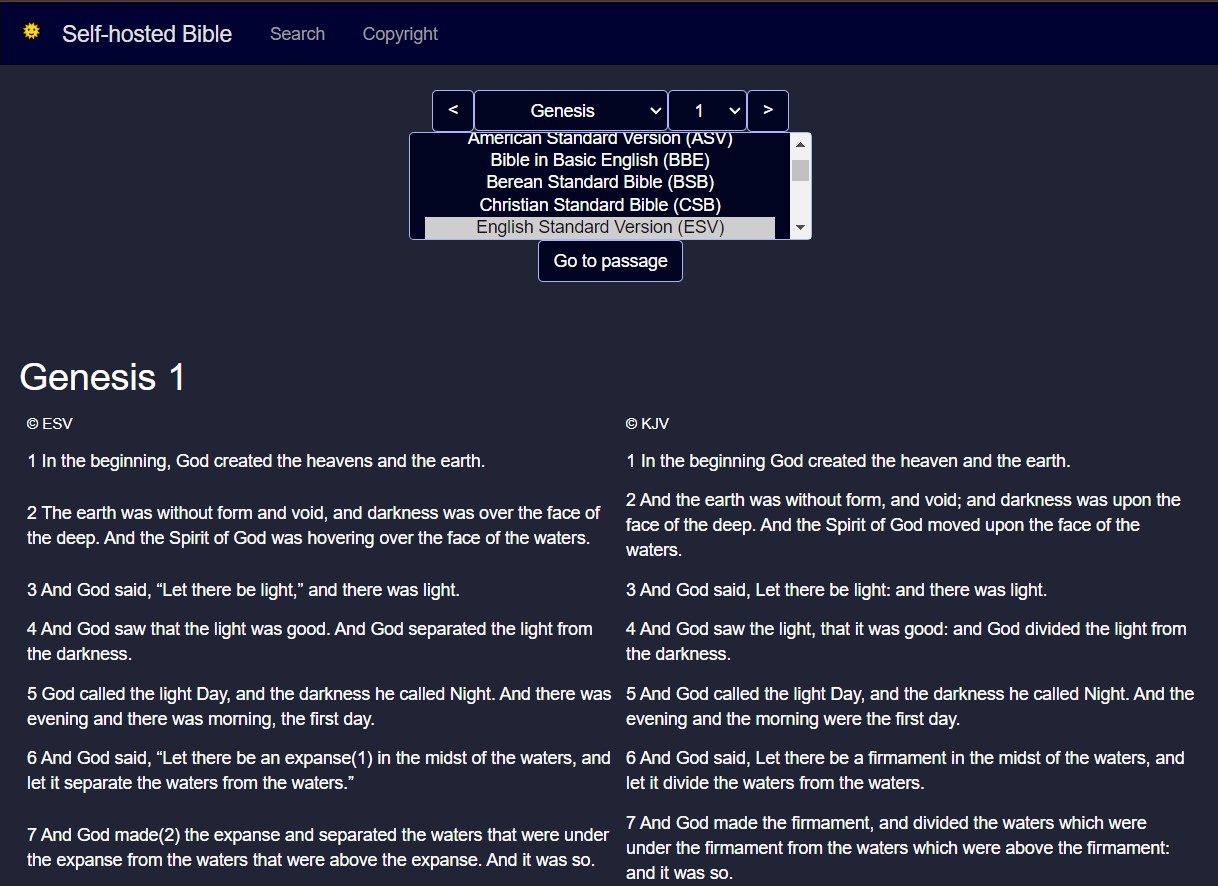 Self-hosted Bible Search Copyright
< Genesis 1 >
American Standard Version (ASV)
Bible in Basic English (BBE)
Berean Standard Bible (BSB)
Christian Standard Bible (CSB)
English Standard Version (ESV)
Go to passage
Genesis 1
© ESV
1 In the beginning, God created the heavens and the earth.
2 The earth was without form and void, and darkness was over the face of
the deep. And the Spirit of God was hovering over the face of the waters.
3 And God said, “Let there be light,” and there was light.
4 And God saw that the light was good. And God separated the light from
the darkness.
5 God called the light Day, and the darkness he called Night. And there was
evening and there was morning, the first day.
6 And God said, “Let there be an expanse(1) in the midst of the waters, and
let it separate the waters from the waters.”
7 And God made(2) the expanse and separated the waters that were under
the expanse from the waters that were above the expanse. And it was so.
© KJV
1 In the beginning God created the heaven and the earth.
2 And the earth was without form, and void; and darkness was upon the
face of the deep. And the Spirit of God moved upon the face of the
waters.
3 And God said, Let there be light: and there was light.
4 And God saw the light, that it was good: and God divided the light from
the darkness.
5 And God called the light Day, and the darkness he called Night. And the
evening and the morning were the first day.
6 And God said, Let there be a firmament in the midst of the waters, and
let it divide the waters from the waters.
7 And God made the firmament, and divided the waters which were
under the firmament from the waters which were above the firmament:
and it was so.